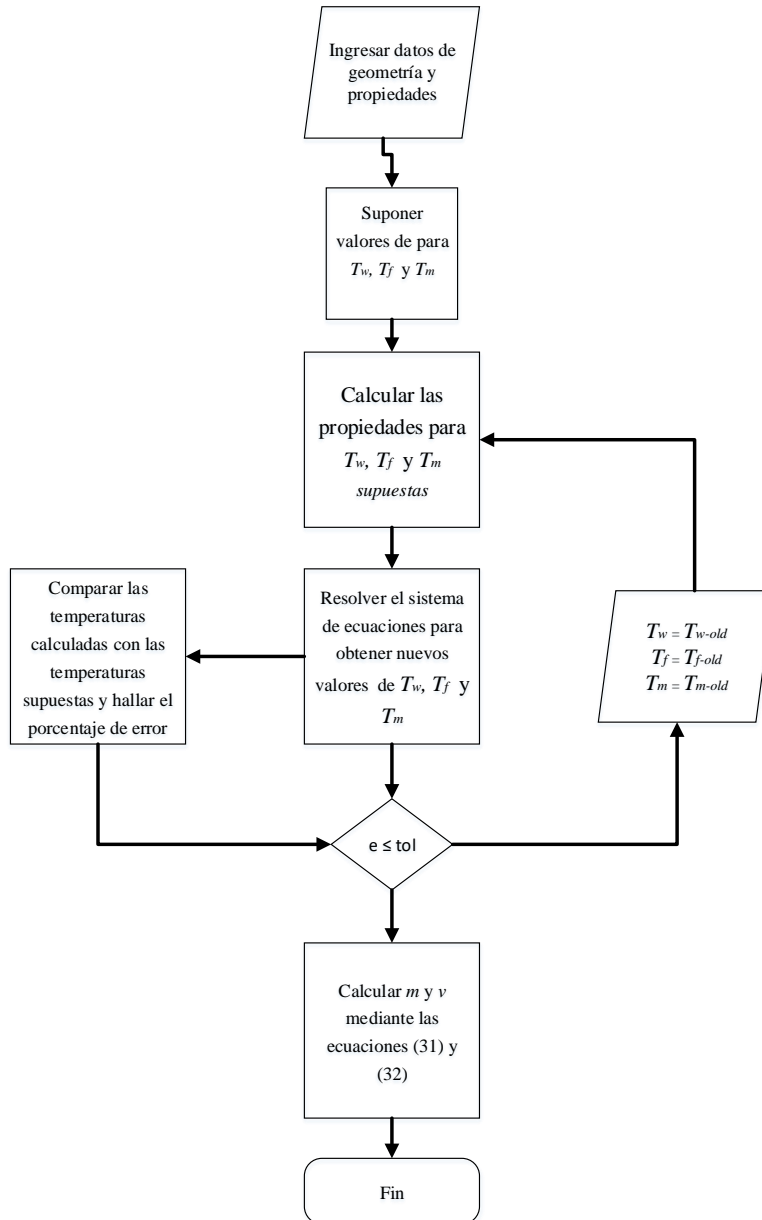 Ingresar datos de
geometría y
propiedades
Suponer
valores de para
Tw, Tf y Tm
Calcular las
propiedades para
Tw, Tf y Tm
supuestas
Comparar las
temperaturas
calculadas con las
temperaturas
supuestas y hallar el
porcentaje de error
Resolver el sistema
de ecuaciones para
obtener nuevos
valores de Tw, Tf y
Tm
Tw = Tw-old
Tf = Tf-old
Tm = Tm-old
e ≤ tol
Calcular m y v
mediante las
ecuaciones (31) y
(32)
Fin